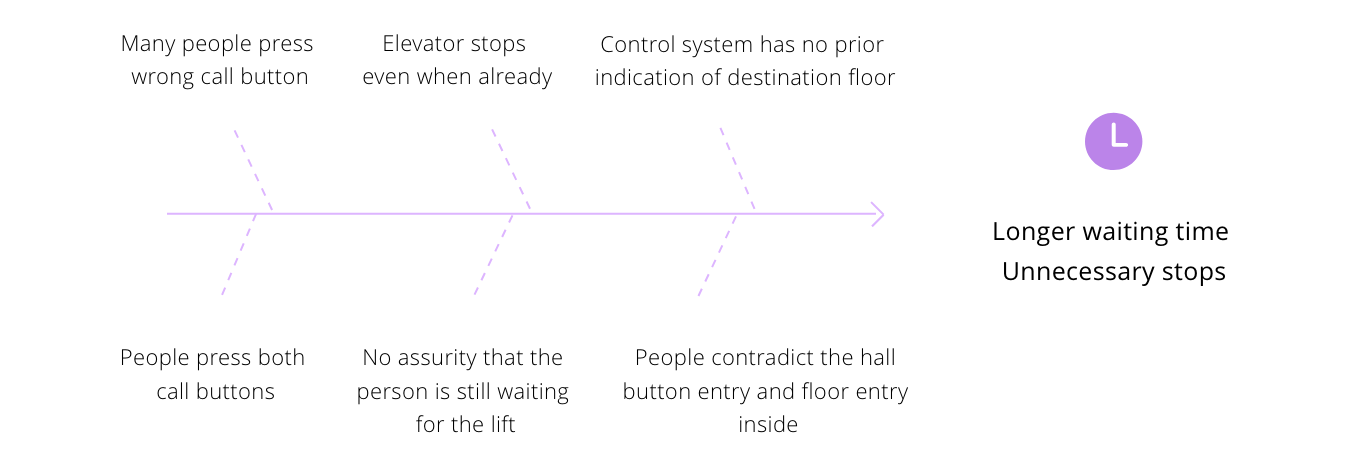 Many people press
wrong call button
Elevator stops
even when already
Control system has no prior
indication of destination floor
Longer waiting time
Unnecessary stops
People press both
call buttons
No assurity that the
person is still waiting
for the lift
People contradict the hall
button entry and floor entry
inside